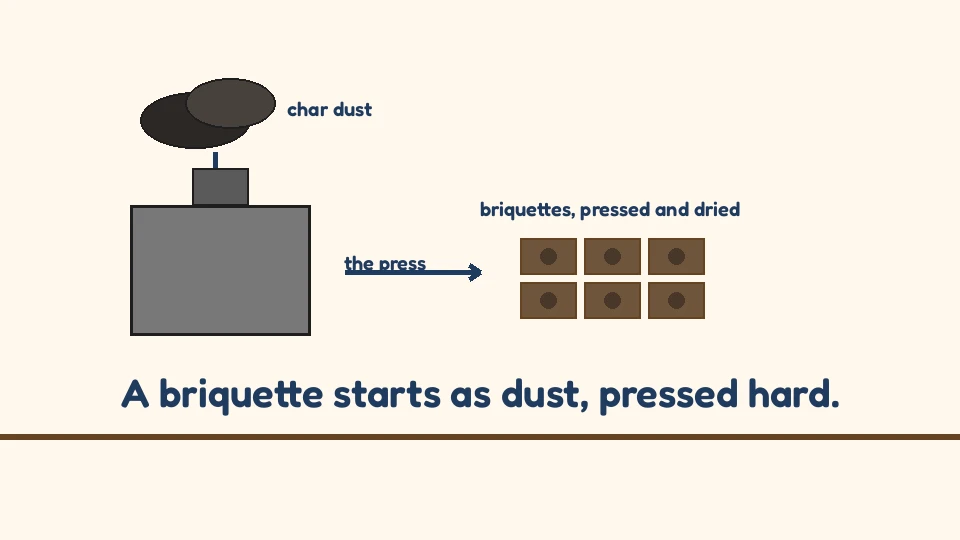 char dust
briquettes, pressed and dried
the press
A briquette starts as dust, pressed hard.